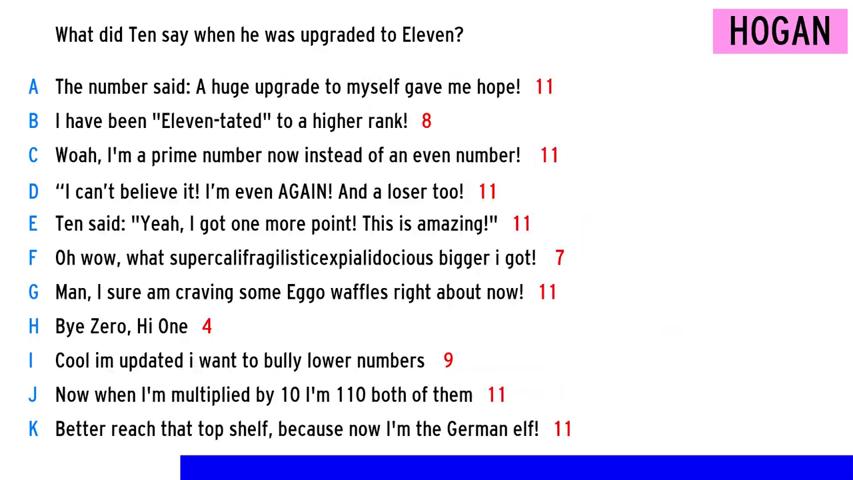 What did Ten say when he was upgraded to Eleven?
HOGAN
A The number said: A huge upgrade to myself gave me hope! 11
B I have been "Eleven-tated" to a higher rank! 8
C Woah, I'm a prime number now instead of an even number! 11
D “I can’t believe it! I’m even AGAIN! And a loser too! 11
E Ten said: "Yeah, I got one more point! This is amazing!" 11
F Oh wow, what supercalifragilisticexpialidocious bigger i got! 7
G Man, I sure am craving some Eggo waffles right about now! 11
H Bye Zero, Hi One 4
I Cool im updated i want to bully lower numbers 9
J Now when I'm multiplied by 10 I'm 110 both of them 11
K Better reach that top shelf, because now I'm the German elf! 11